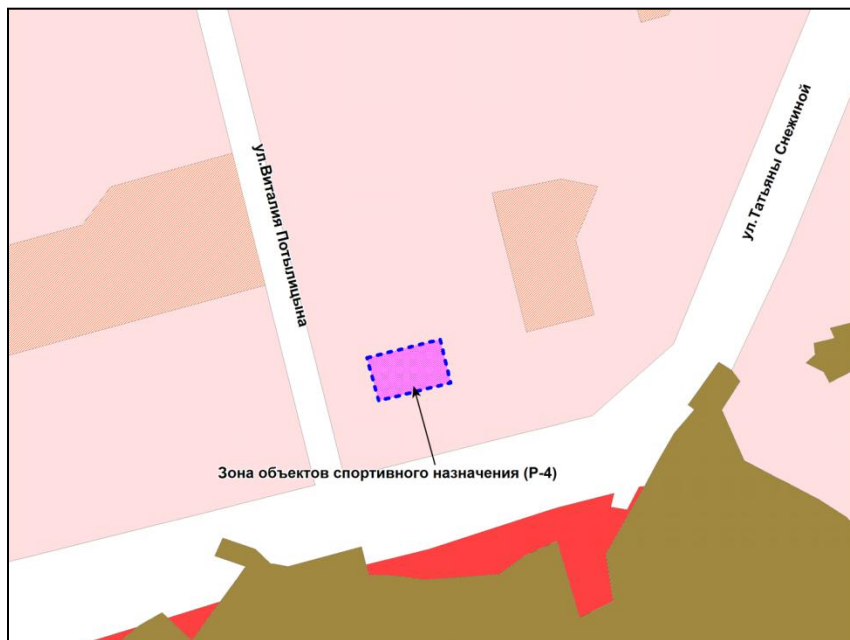 ул.Виталия Потылицына
ул.Татьяны Снежиной
Зона объектов спортивного назначения (Р-4)